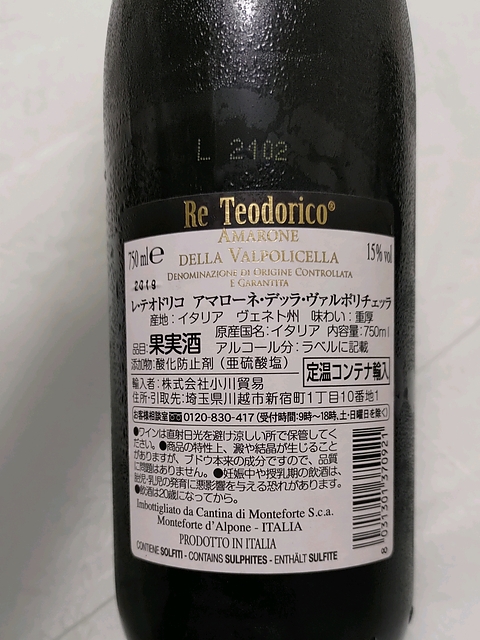 L 2402
Re Teodorico®
AMARONE
DELLA VALPOLICELLA
DENOMINAZIONE DI ORIGINE CONTROLLATA
E GARANTITA
750 ml e
15% vol
2018
レ・テオドリコ アマローネ・デッラ・ヴァルポリチェッラ
産地：イタリア ヴェネト州 味わい：重厚
原産国名：イタリア 内容量：750ml
品目：果実酒 アルコール分：ラベルに記載
添加物：酸化防止剤（亜硫酸塩）
定温コンテナ輸入
輸入者：株式会社小川貿易
住所・引取先：埼玉県川越市新宿町1丁目10番地1
お客様相談室 0120-830-417（受付時間：9時〜18時、土・日曜日を除く）
●ワインは直射日光を避け涼しい所で保管してく
ださい。●商品の特性上、澱や結晶が生じること
がありますが、ブドウ本来の成分ですので、品質
に問題はありません。●妊娠中や授乳期の飲酒は、
胎児・乳児の発育に悪影響を与える恐れがあります。
●飲酒は20歳になってから。
Imbottigliato da Cantina di Monteforte S.c.a.
Monteforte d'Alpone - ITALIA
PRODOTTO IN ITALIA
CONTIENE SOLFITI - CONTAINS SULPHITES - ENTHÄLT SULFITE
8 031301 370921